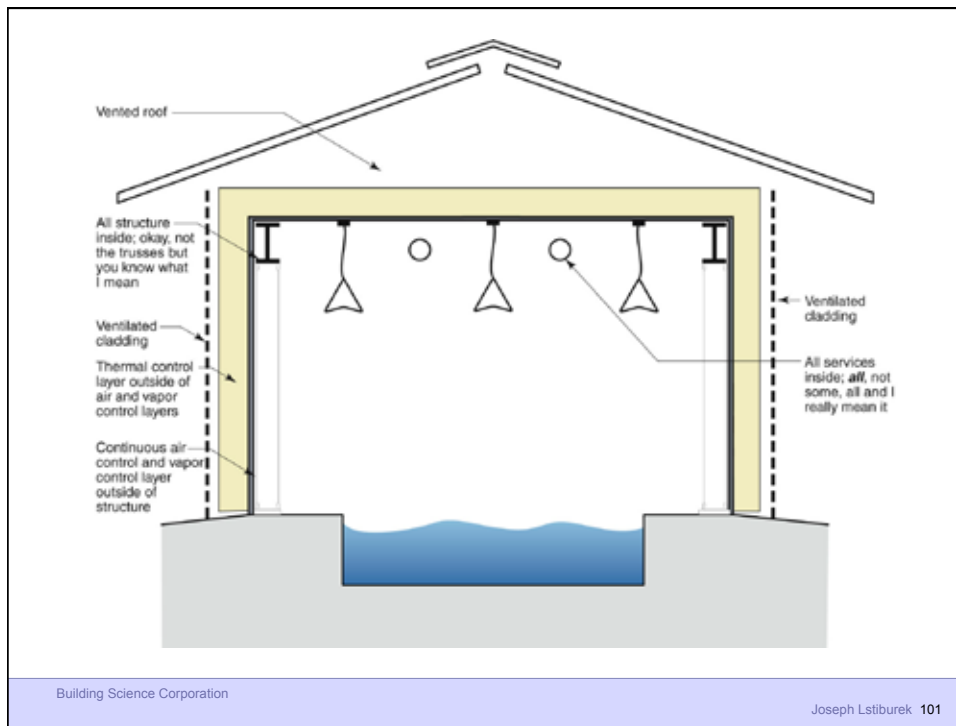 Vented roof
All structure
inside; okay, not
the trusses but
you know what
I mean
Ventilated
cladding
Thermal control
layer outside of
air and vapor
control layers
Continuous air
control and vapor
control layer
outside of
structure
Ventilated
cladding
All services
inside; all, not
some, all and I
really mean it
Building Science Corporation
Joseph Lstiburek 101